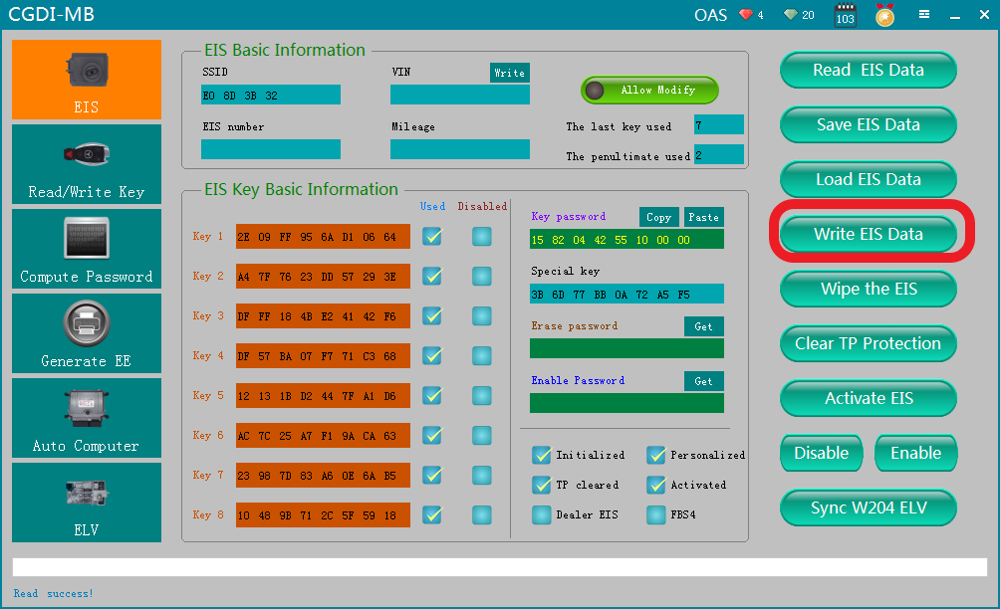 CGDI-MB
OAS 4 20 103
EIS
Read/Write Key
Compute Password
Generate EE
Auto Computer
ELV
EIS Basic Information
SSID
E0 8D 3B 32
VIN
Write
EIS number
Mileage
Allow Modify
The last key used 7
The penultimate used 2
EIS Key Basic Information
Used Disabled
Key 1 2E 09 FF 95 6A D1 06 64
Key 2 A4 7F 76 23 DD 57 29 3E
Key 3 DF FF 18 4B E2 41 42 F6
Key 4 DF 57 BA 07 F7 71 C3 68
Key 5 12 13 1B D2 44 7F A1 D6
Key 6 AC 7C 25 A7 F1 9A CA 63
Key 7 23 98 7D 83 A6 0E 6A B5
Key 8 10 48 9B 71 2C 5F 59 18
Key password Copy Paste
15 82 04 42 55 10 00 00
Special key
3B 6D 77 BB 0A 72 A5 F5
Erase password Get
Enable Password Get
Initialized Personalized
TP cleared Activated
Dealer EIS FBS4
Read EIS Data
Save EIS Data
Load EIS Data
Write EIS Data
Wipe the EIS
Clear TP Protection
Activate EIS
Disable Enable
Sync W204 ELV
Read success!